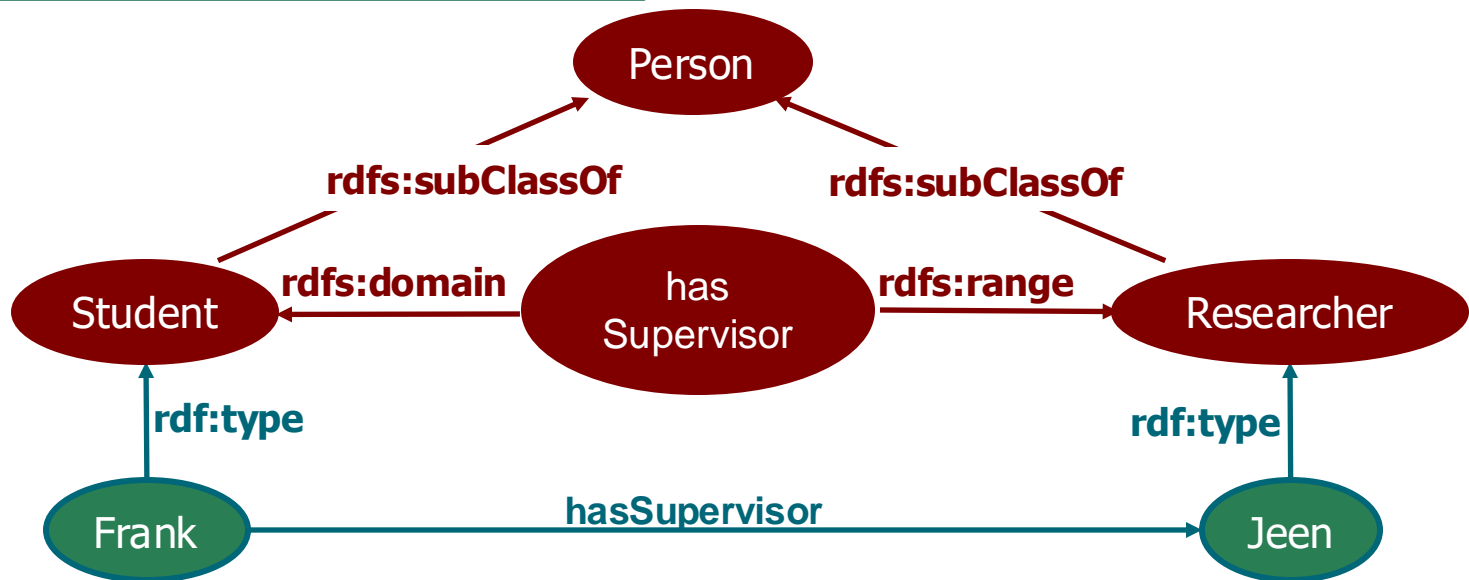 Person
rdfs:subClassOf
rdfs:subClassOf
rdfs:domain
has
Supervisor
rdfs:range
Student
Researcher
rdf:type
rdf:type
hasSupervisor
Frank
Jeen